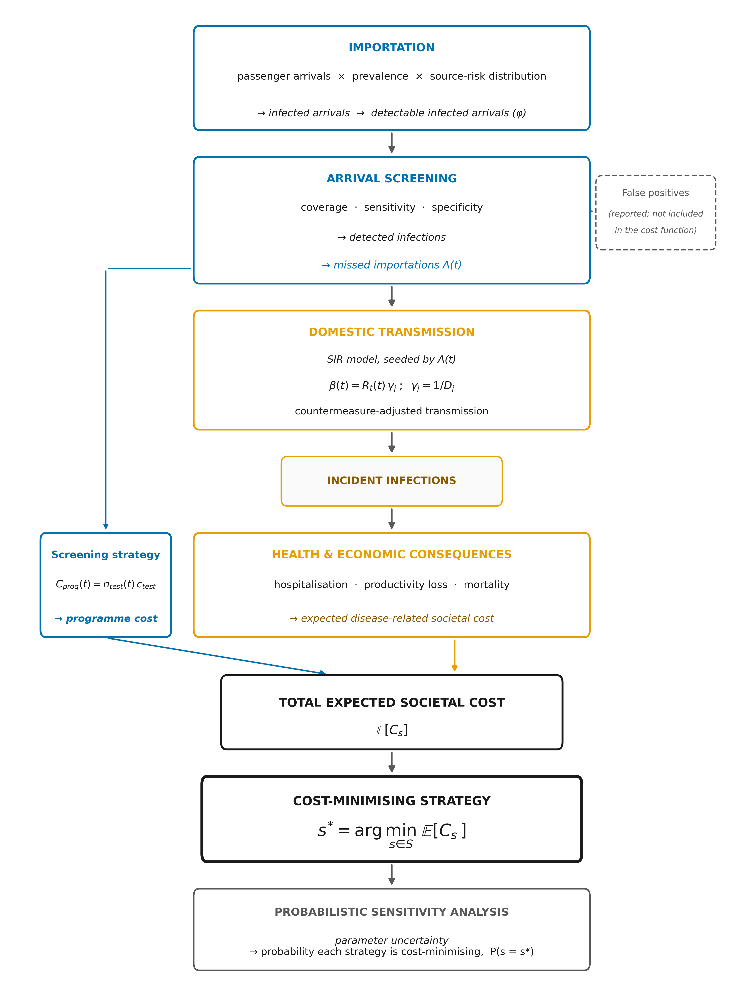 IMPORTATION
passenger arrivals × prevalence × source-risk distribution
→ infected arrivals → detectable infected arrivals (φ)
ARRIVAL SCREENING
coverage · sensitivity · specificity
→ detected infections
→ missed importations Λ(t)
False positives
(reported; not included
in the cost function)
DOMESTIC TRANSMISSION
SIR model, seeded by Λ(t)
β(t) = R_t(t) γ_j ; γ_j = 1/D_j
countermeasure-adjusted transmission
INCIDENT INFECTIONS
Screening strategy
C_prog(t) = n_test(t) c_test
→ programme cost
HEALTH & ECONOMIC CONSEQUENCES
hospitalisation · productivity loss · mortality
→ expected disease-related societal cost
TOTAL EXPECTED SOCIETAL COST
𝔼[C_s]
COST-MINIMISING STRATEGY
s* = arg min 𝔼[C_s]
s∈S
PROBABILISTIC SENSITIVITY ANALYSIS
parameter uncertainty
→ probability each strategy is cost-minimising, P(s = s*)